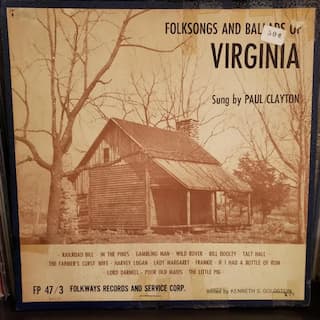 FOLKSONGS AND BALLADS OF
50¢
VIRGINIA
Sung by PAUL CLAYTON
RAILROAD BILL · IN THE PINES · GAMBLING MAN · WILD ROVER · BILL DOOLEY · TALT HALL
THE FARMER'S CURST WIFE · HARVEY LOGAN · LADY MARGARET · FRANKIE · IF I HAD A BOTTLE OF RUM
LORD DARNELL · POOR OLD MAIDS · THE LITTLE PIG
FP 47/3 FOLKWAYS RECORDS AND SERVICE CORP.
edited by KENNETH S. GOLDSTEIN